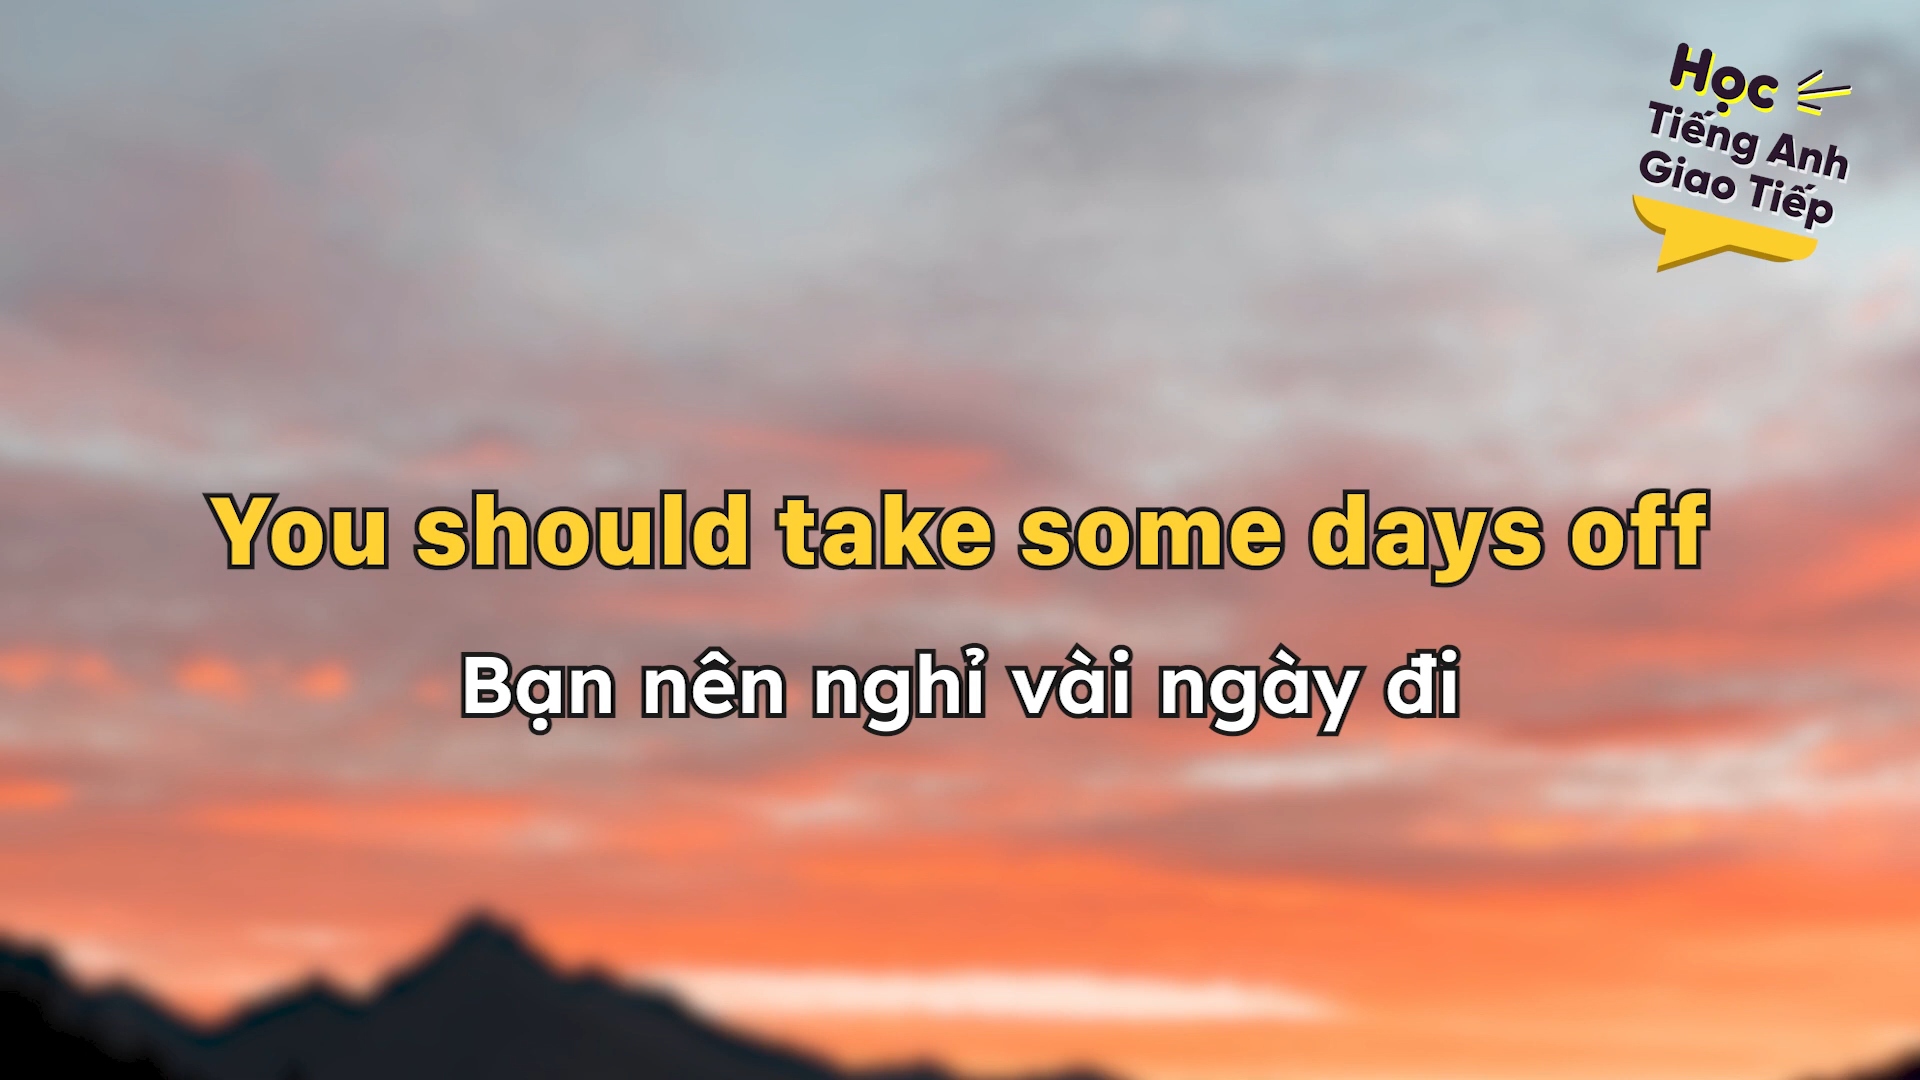 Học
Tiếng Anh
Giao Tiếp
You should take some days off
Bạn nên nghỉ vài ngày đi